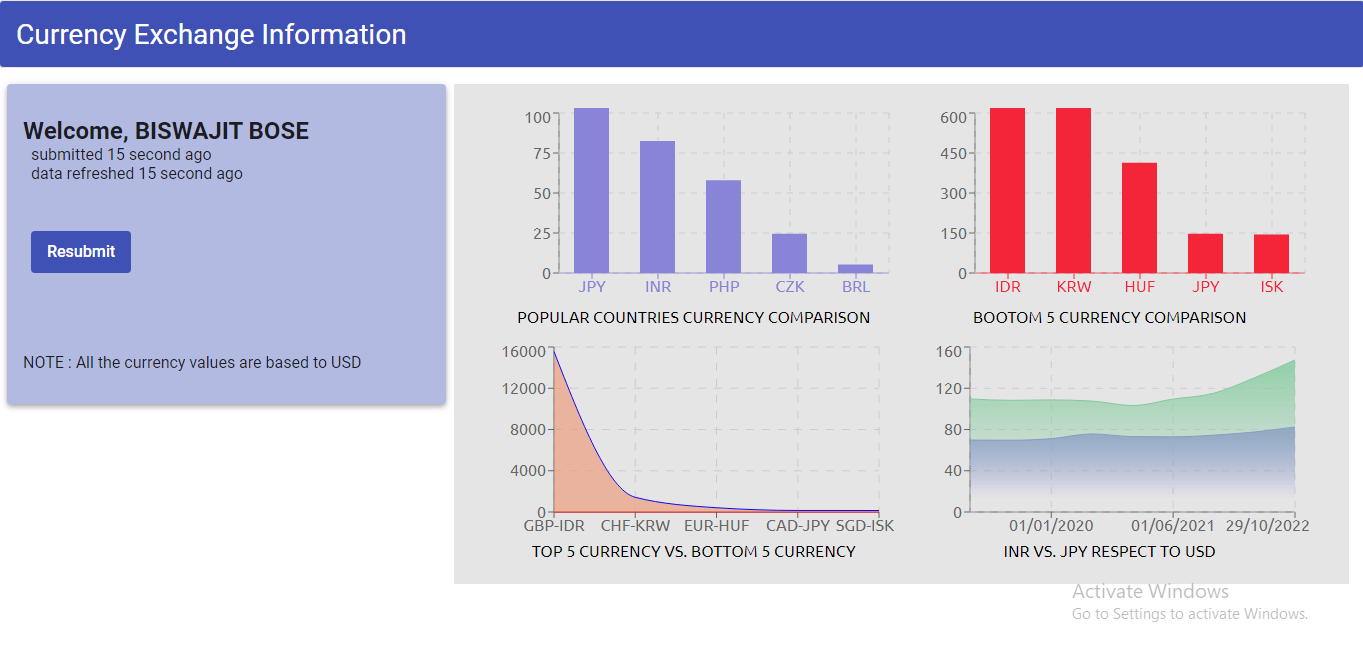 Currency Exchange Information
Welcome, BISWAJIT BOSE
submitted 15 second ago
data refreshed 15 second ago
Resubmit
NOTE : All the currency values are based to USD
100
75
50
25
0
JPY INR PHP CZK BRL
POPULAR COUNTRIES CURRENCY COMPARISON
600
450
300
150
0
IDR KRW HUF JPY ISK
BOOTOM 5 CURRENCY COMPARISON
16000
12000
8000
4000
0
GBP-IDR CHF-KRW EUR-HUF CAD-JPY SGD-ISK
TOP 5 CURRENCY VS. BOTTOM 5 CURRENCY
160
120
80
40
0
01/01/2020 01/06/2021 29/10/2022
INR VS. JPY RESPECT TO USD
Activate Windows
Go to Settings to activate Windows.